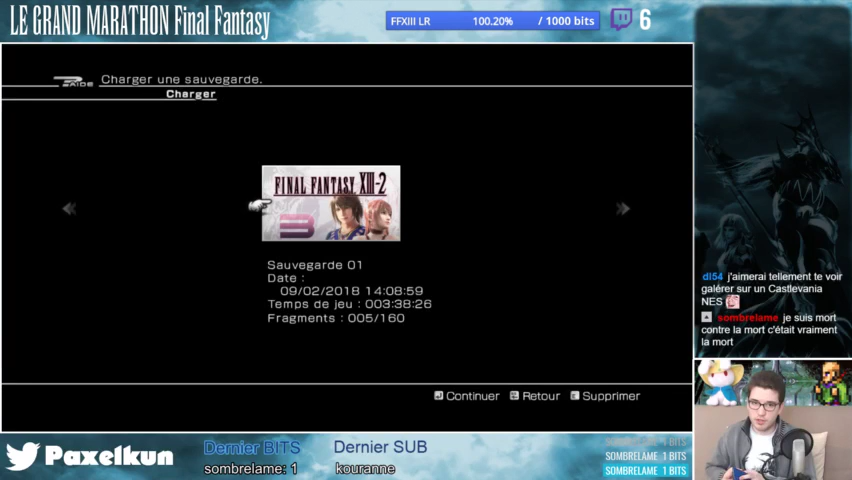 LE GRAND MARATHON Final Fantasy
FFXIII LR 100.20% / 1000 bits
6
AIDE Charger une sauvegarde.
Charger
FINAL FANTASY XIII-2
Sauvegarde 01
Date :
09/02/2018 14:08:59
Temps de jeu : 003:38:26
Fragments : 005/160
Continuer Retour Supprimer
dl54 j'aimerai tellement te voir
galérer sur un Castlevania
NES
sombrelame je suis mort
contre la mort c'était vraiment
la mort
Paxelkun
Dernier BITS
sombrelame: 1
Dernier SUB
kouranne
SOMBRELAME 1 BITS
SOMBRELAME 1 BITS
SOMBRELAME 1 BITS